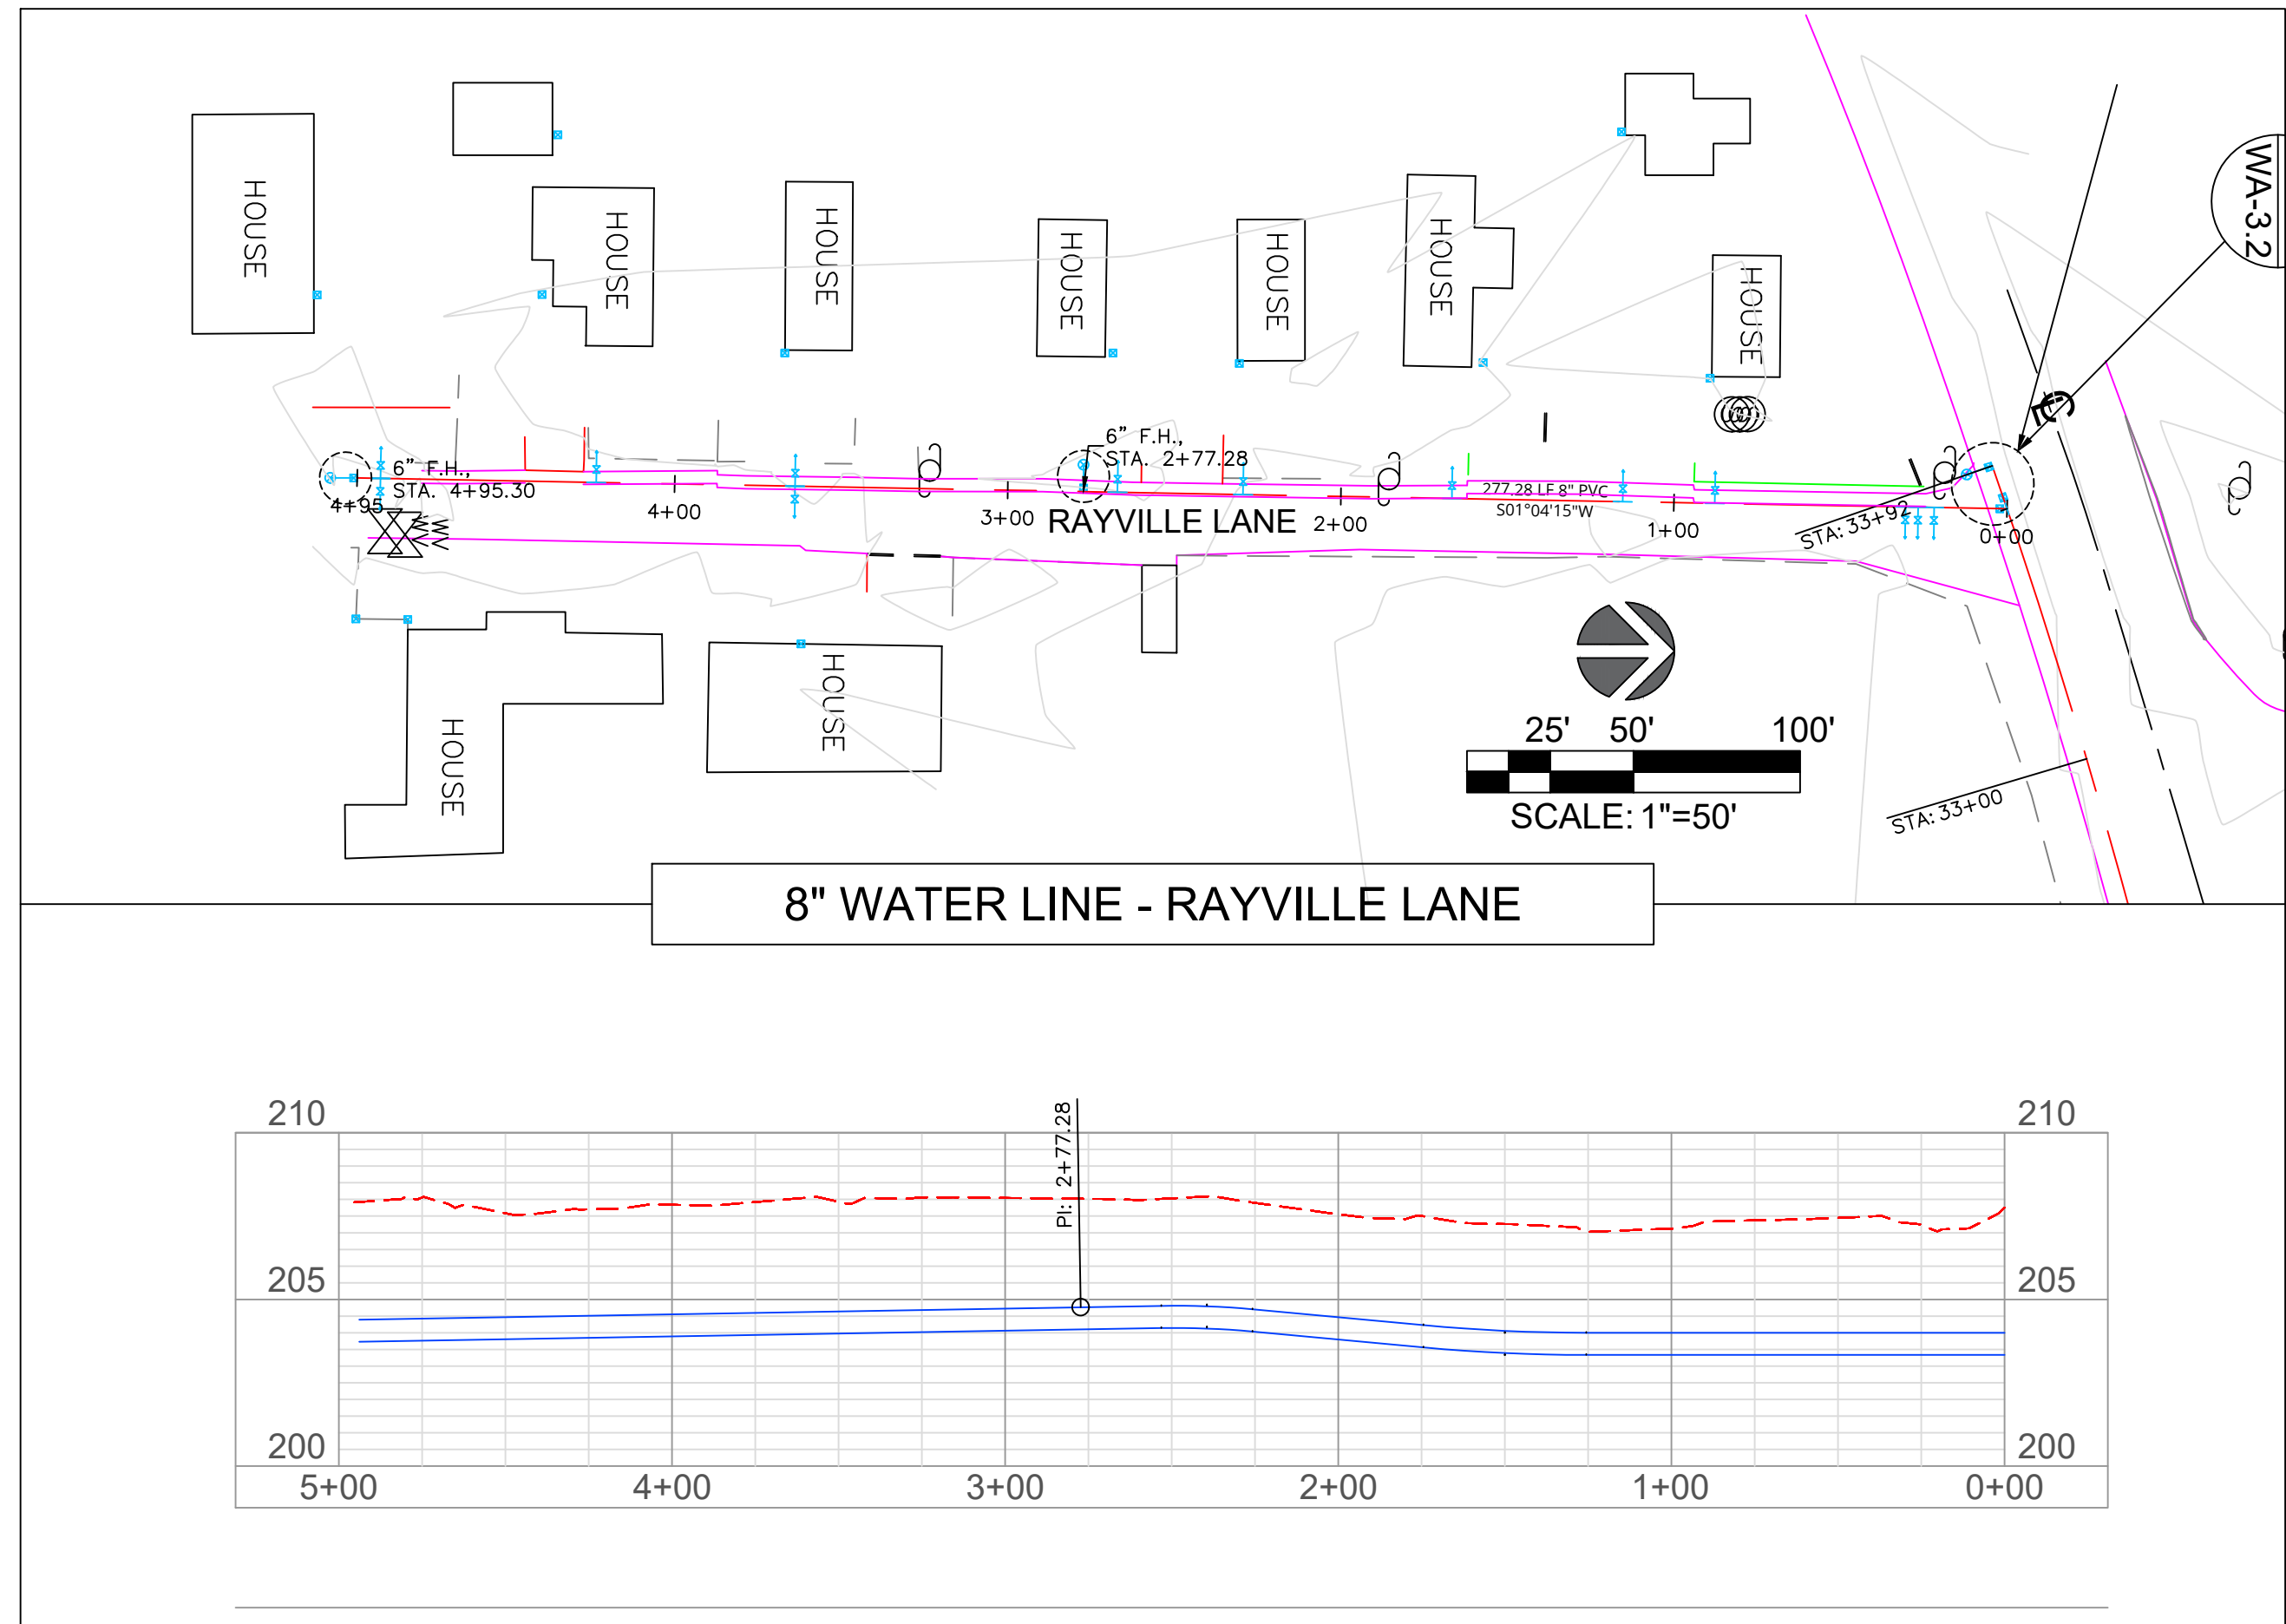 WA-3.2
HOUSE
HOUSE
HOUSE
HOUSE
HOUSE
HOUSE
HOUSE
6” F.H.,
STA. 4+95.30
4+95
6” F.H.,
STA. 2+77.28
4+00
3+00
RAYVILLE LANE
2+00
277.28 LF 8" PVC
S01°04'15"W
1+00
STA: 33+92
0+00
HOUSE
HOUSE
25' 50' 100'
SCALE: 1"=50'
STA: 33+00
8" WATER LINE - RAYVILLE LANE
PI: 2+77.28
210 210
205 205
200 200
5+00 4+00 3+00 2+00 1+00 0+00